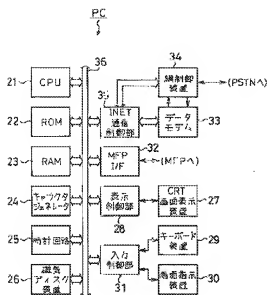 PC
36
34
21
CPU
35
網制御
装置
(PSTNへ)
22
ROM
INET
通信
制御部
データ
モデム
33
32
23
RAM
MFP
I/F
(MFPへ)
24
キャラクタ
ジェネレータ
表示
制御部
28
CRT
画面表示
装置
27
25
時計回路
キーボード
装置
29
26
磁気
ディスク装置
入力
制御部
31
装置
30